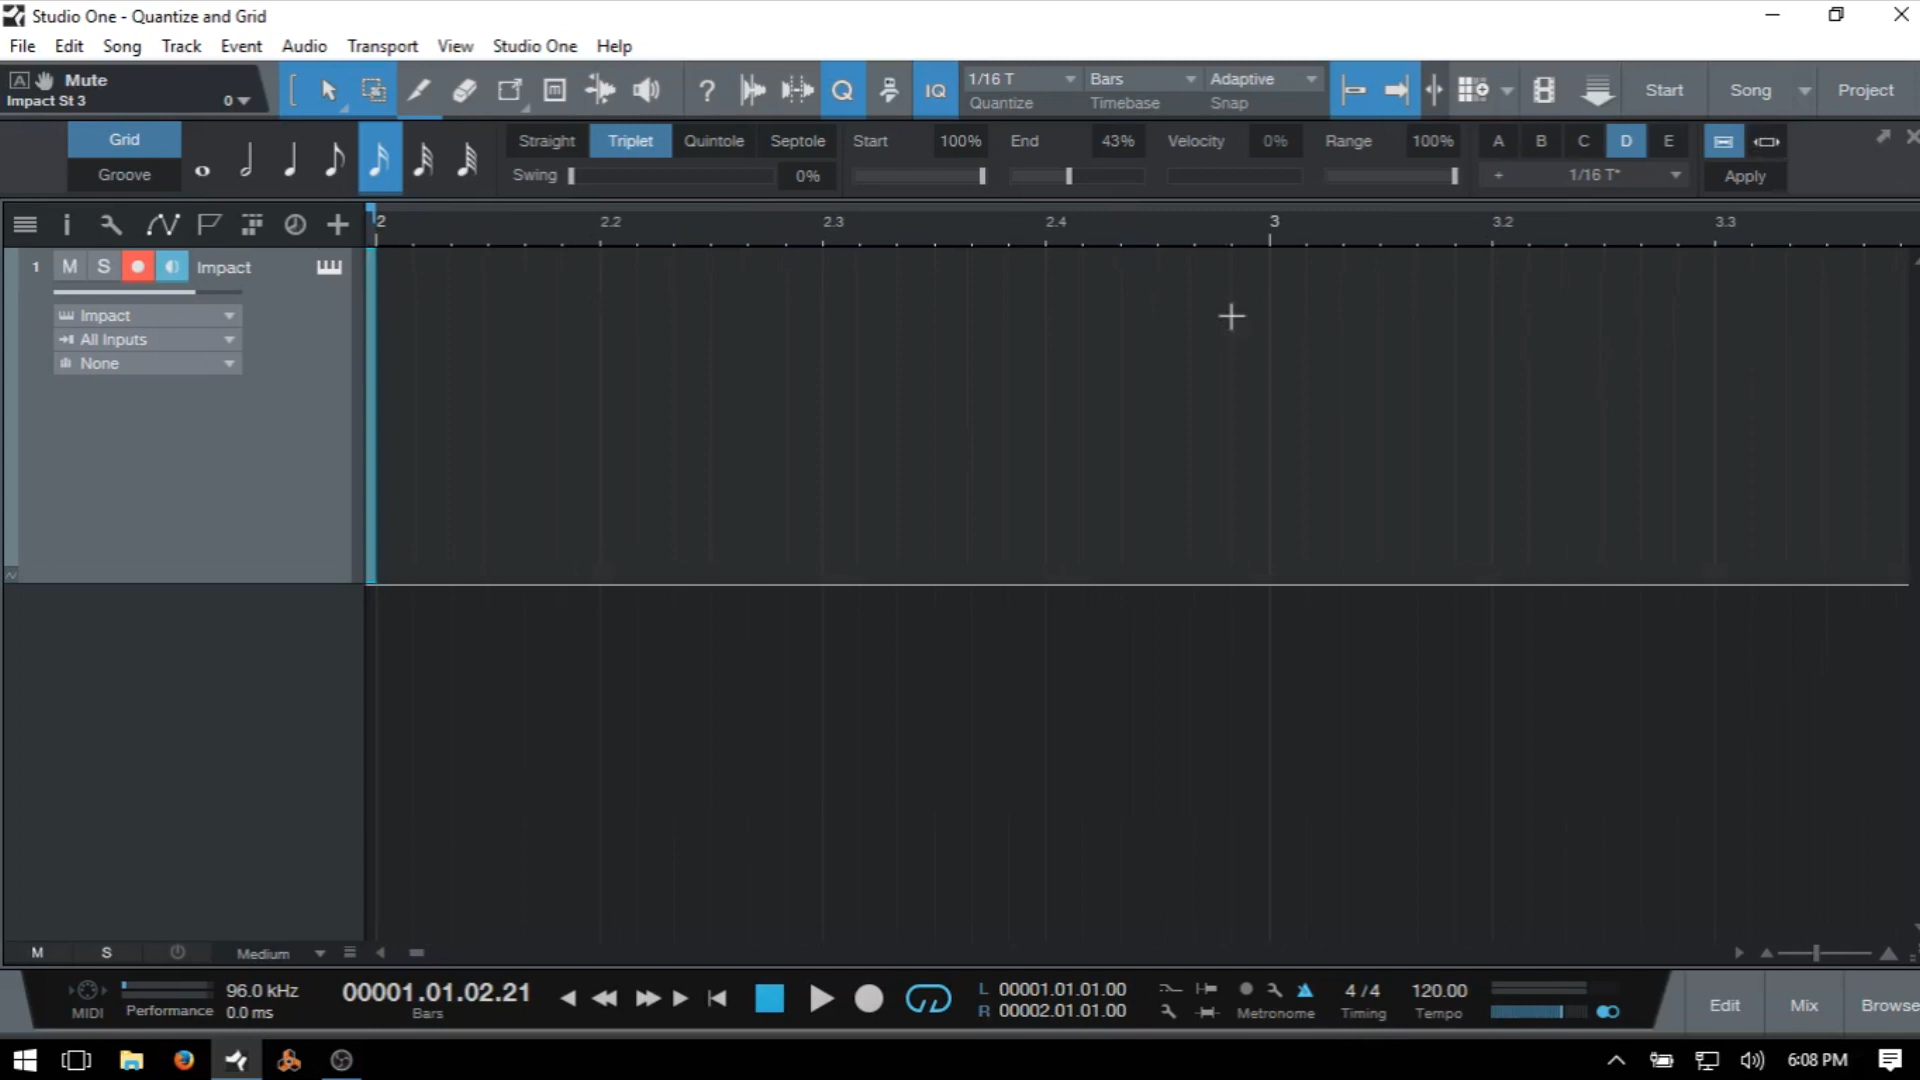 Studio One - Quantize and Grid
File Edit Song Track Event Audio Transport View Studio One Help
A Mute
Impact St 3 0
? Q IQ
1/16 T Bars Adaptive
Quantize Timebase Snap
Start Song Project
Grid
Groove
Straight Triplet Quintole Septole
Swing 0%
Start 100% End 43% Velocity 0% Range 100%
A B C D E
+ 1/16 T*
Apply
2 2.2 2.3 2.4 3 3.2 3.3
1 M S Impact
Impact
All Inputs
None
M S Medium
MIDI
Performance
96.0 kHz
0.0 ms
00001.01.02.21
Bars
L 00001.01.01.00
R 00002.01.01.00
Metronome
4 / 4
Timing
120.00
Tempo
Edit Mix Browse
6:08 PM